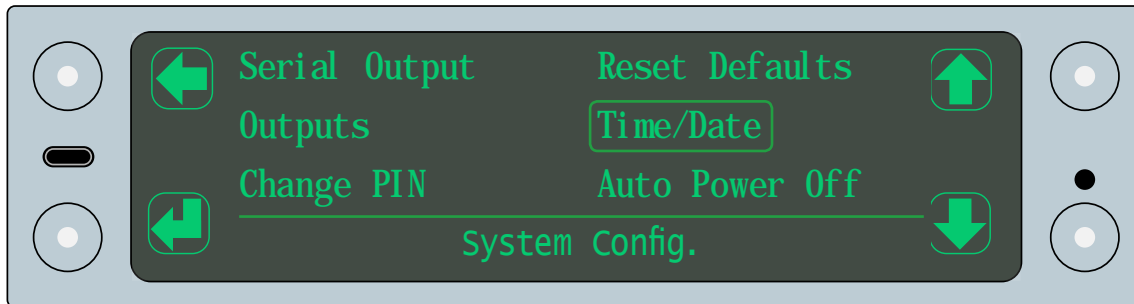 Serial Output Reset Defaults
Outputs Time/Date
Change PIN Auto Power Off
System Config.